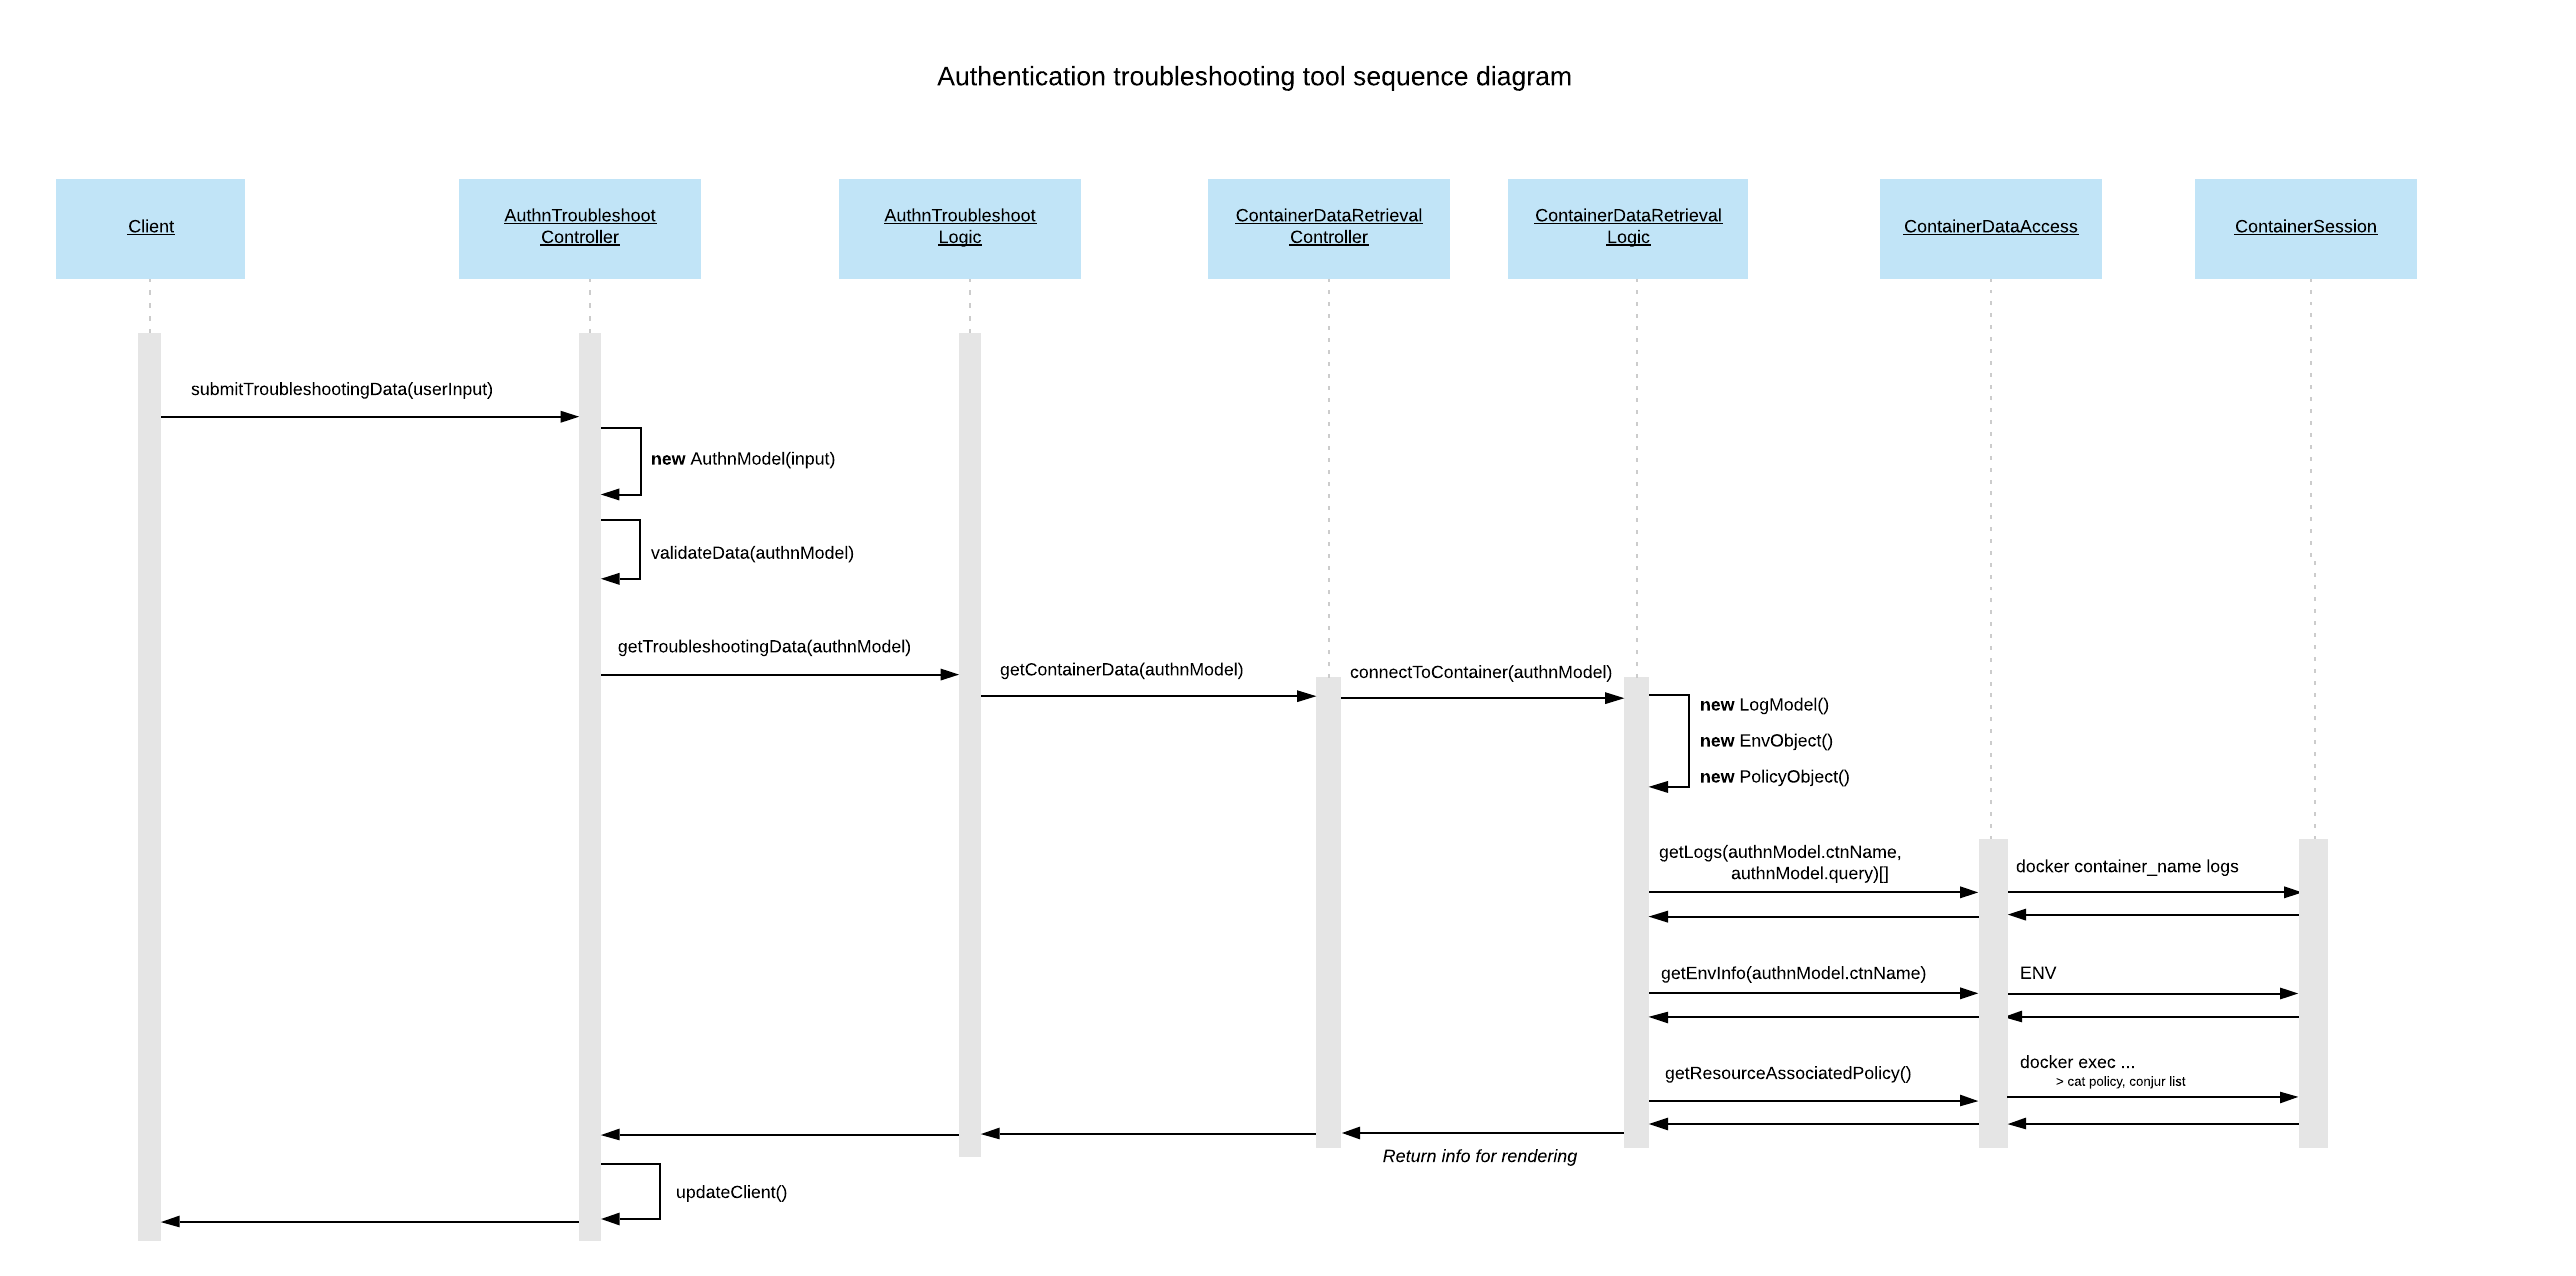 Authentication troubleshooting tool sequence diagram
Client
AuthnTroubleshoot
Controller
AuthnTroubleshoot
Logic
ContainerDataRetrieval
Controller
ContainerDataRetrieval
Logic
ContainerDataAccess
ContainerSession
submitTroubleshootingData(userInput)
new AuthnModel(input)
validateData(authnModel)
getTroubleshootingData(authnModel)
getContainerData(authnModel)
connectToContainer(authnModel)
new LogModel()
new EnvObject()
new PolicyObject()
getLogs(authnModel.ctnName,
authnModel.query)[]
docker container_name logs
getEnvInfo(authnModel.ctnName)
ENV
getResourceAssociatedPolicy()
docker exec ...
> cat policy, conjur list
Return info for rendering
updateClient()